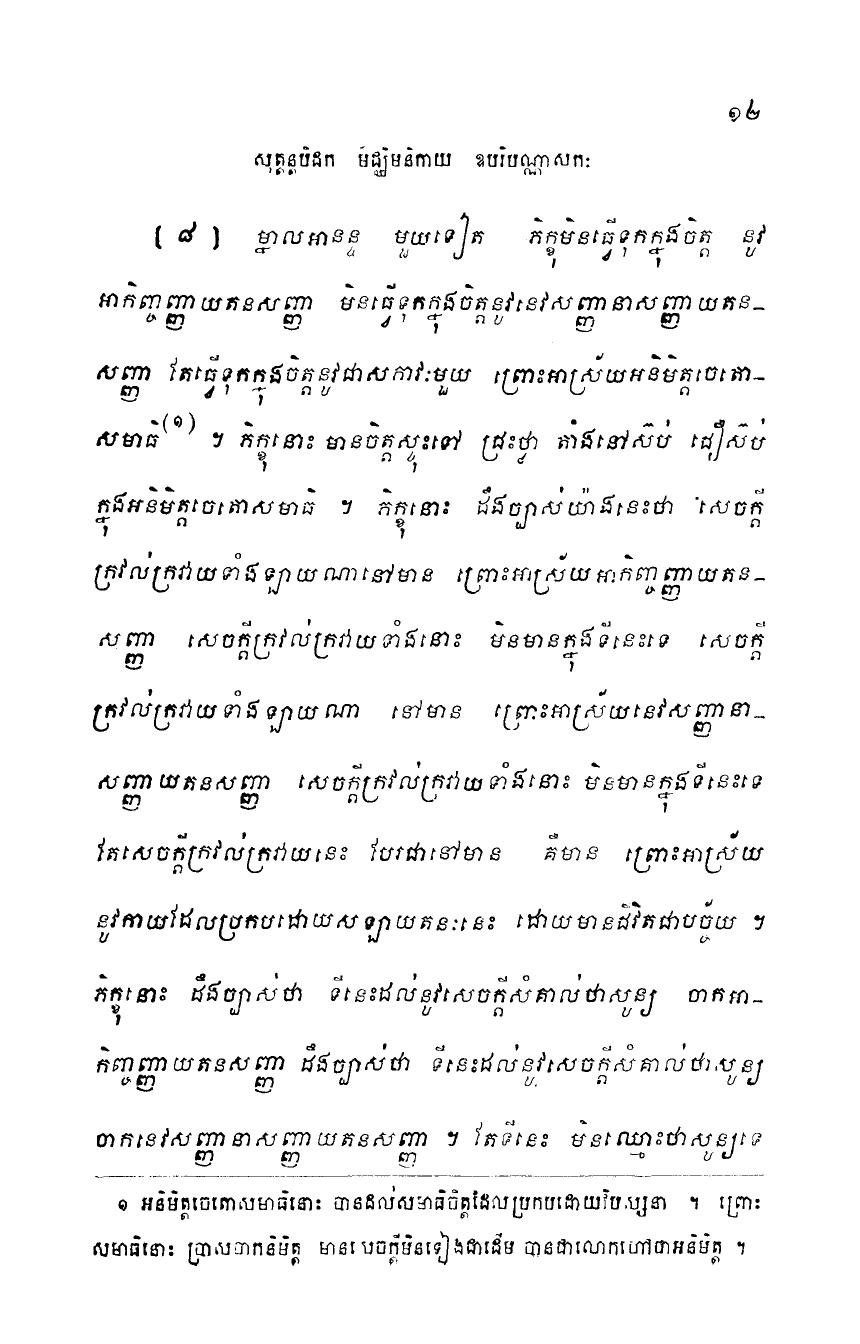 ១២
សុត្តន្តបិដក មជ្ឈិមនិកាយ ឧបរិបណ្ណាសកៈ
[ ៨ ] ម្នាលអានន្ទ មួយទៀត ភិក្ខុមិនធ្វើទុកក្នុងចិត្ត នូវ
អាកិញ្ចញ្ញាយតនសញ្ញា មិនធ្វើទុកក្នុងចិត្តនូវនេវសញ្ញានាសញ្ញាយតន-
សញ្ញា តែធ្វើទុកក្នុងចិត្តនូវជាសភាវៈមួយ ព្រោះអាស្រ័យអនិមិត្តចេតោ-
សមាធិ(១) ។ ភិក្ខុនោះ មានចិត្តស្ទុះទៅ ជ្រះថ្លា តាំងនៅស៊ប់ ជឿស៊ប់
ក្នុងអនិមិត្តចេតោសមាធិ ។ ភិក្ខុនោះ ដឹងច្បាស់យ៉ាងនេះថា សេចក្តី
ក្រវល់ក្រវាយទាំងឡាយណានៅមាន ព្រោះអាស្រ័យអាកិញ្ចញ្ញាយតន-
សញ្ញា សេចក្តីក្រវល់ក្រវាយទាំងនោះ មិនមានក្នុងទីនេះទេ សេចក្តី
ក្រវល់ក្រវាយទាំងឡាយណា នៅមាន ព្រោះអាស្រ័យនេវសញ្ញានា-
សញ្ញាយតនសញ្ញា សេចក្តីក្រវល់ក្រវាយទាំងនោះ មិនមានក្នុងទីនេះទេ
តែសេចក្តីក្រវល់ក្រវាយនេះ បែរជានៅមាន គឺមាន ព្រោះអាស្រ័យ
នូវកាយដែលប្រកបដោយសឡាយតនៈនេះ ដោយមានជីវិតជាបច្ច័យ ។
ភិក្ខុនោះ ដឹងច្បាស់ថា ទីនេះដល់នូវសេចក្តីសំគាល់ថាសូន្យ ចាកអា-
កិញ្ចញ្ញាយតនសញ្ញា ដឹងច្បាស់ថា ទីនេះដល់នូវសេចក្តីសំគាល់ថាសូន្យ
ចាកនេវសញ្ញានាសញ្ញាយតនសញ្ញា ។ តែទីនេះ មិនឈ្មោះថាសូន្យទេ
១ អនិមិត្តចេតោសមាធិនោះ បានដល់សមាធិចិត្តដែលប្រកបដោយវិបស្សនា ។ ព្រោះ
សមាធិនោះ ប្រាសចាកនិមិត្ត មានសេចក្តីមិនទៀងជាដើម បានជាលោកហៅថាអនិមិត្ត ។